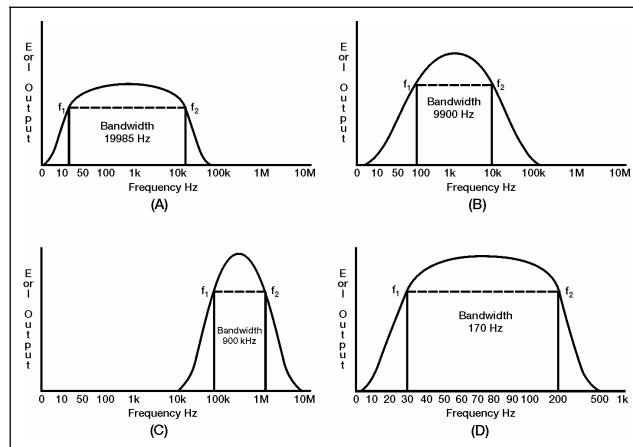 E or I Output
f₁
f₂
Bandwidth
19985 Hz
0 10 50 100 1k 10k 100k 1M 10M
Frequency Hz
(A)
E or I Output
f₁
f₂
Bandwidth
9900 Hz
0 10 50 100 1k 10k 100k 1M 10M
Frequency Hz
(B)
E or I Output
f₁
f₂
Bandwidth
900 kHz
0 10 50 100 1k 10k 100k 1M 10M
Frequency Hz
(C)
E or I Output
f₁
f₂
Bandwidth
170 Hz
0 10 20 30 40 50 60 70 80 90 100 200 500 1k
Frequency Hz
(D)